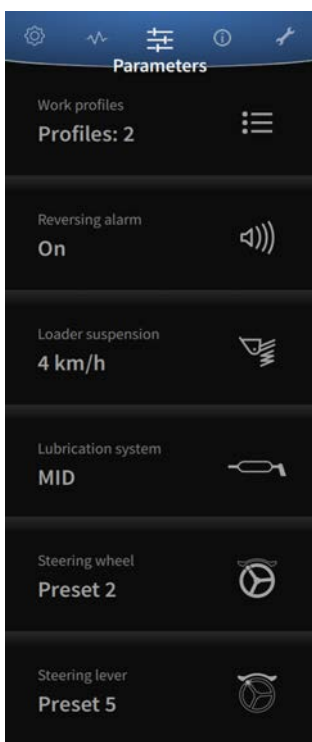 Parameters
Work profiles
Profiles: 2
Reversing alarm
On
Loader suspension
4 km/h
Lubrication system
MID
Steering wheel
Preset 2
Steering lever
Preset 5